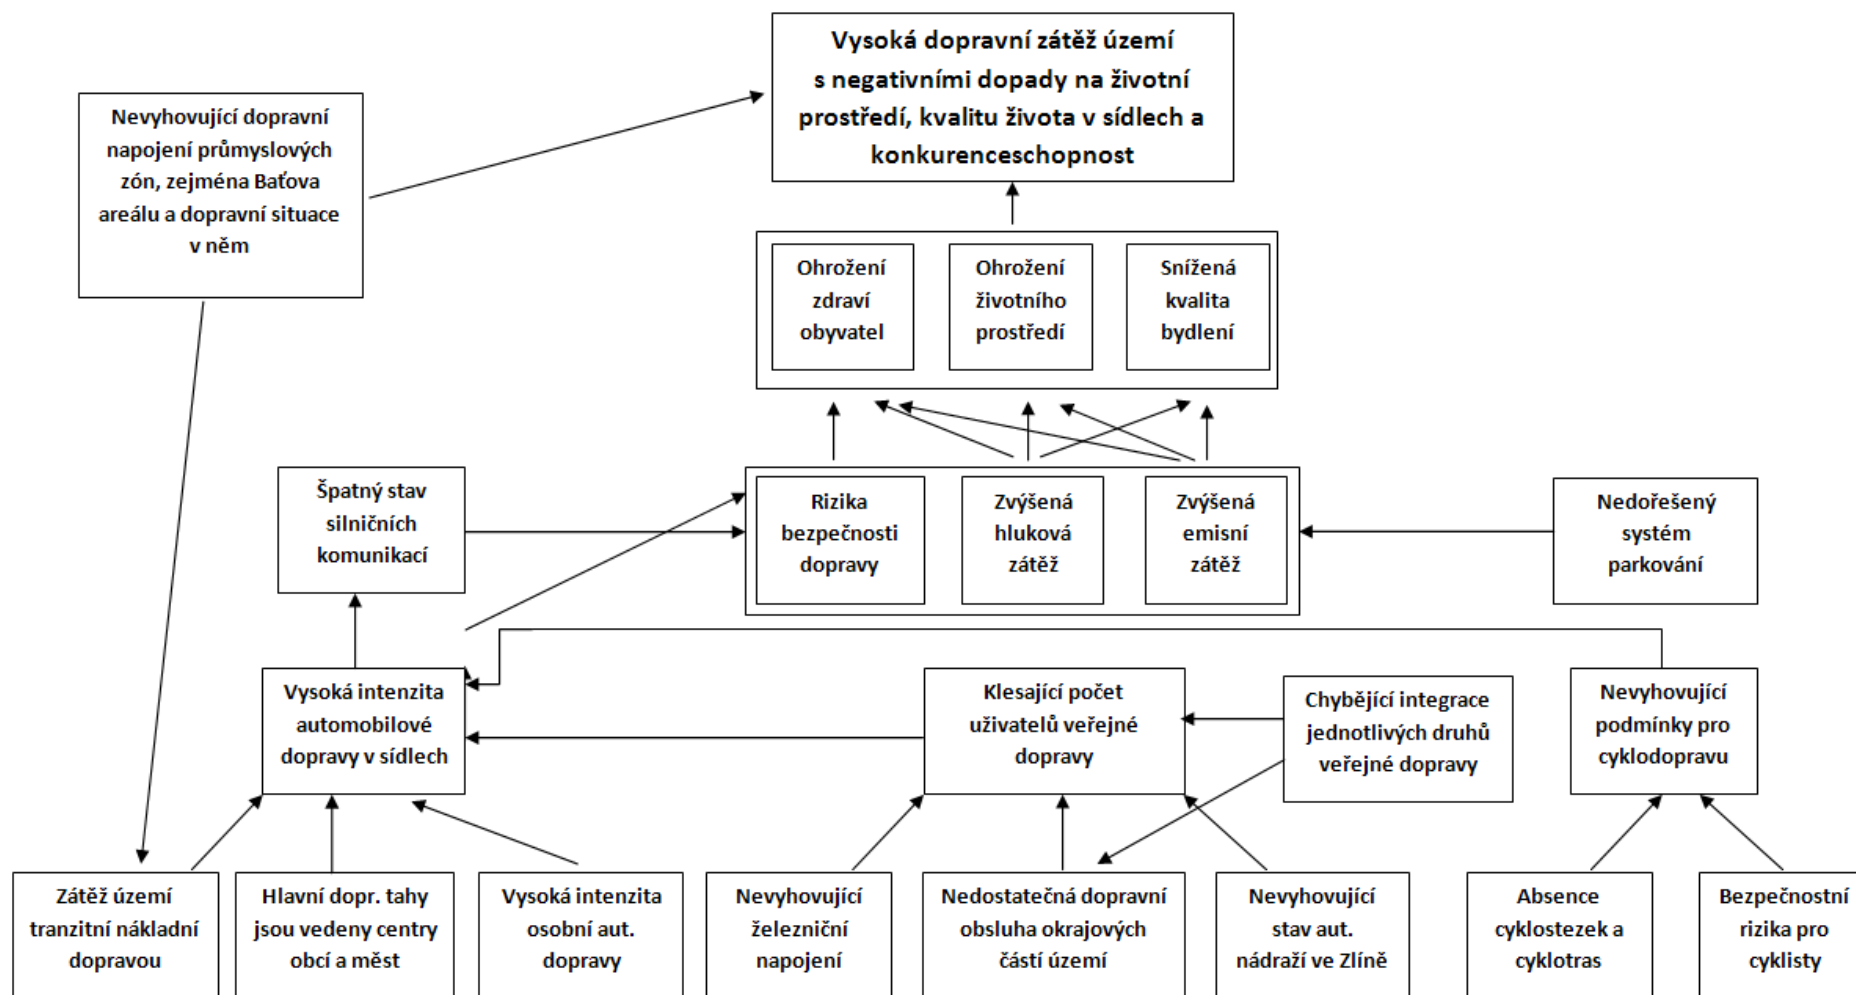 Vysoká dopravní zátěž území
s negativními dopady na životní
prostředí, kvalitu života v sídlech a
konkurenceschopnost
Nevyhovující dopravní
napojení průmyslových
zón, zejména Baťova
areálu a dopravní situace
v něm
Ohrožení
zdraví
obyvatel
Ohrožení
životního
prostředí
Snížená
kvalita
bydlení
Špatný stav
silničních
komunikací
Rizika
bezpečnosti
dopravy
Zvýšená
hluková
zátěž
Zvýšená
emisní
zátěž
Nedořešený
systém
parkování
Vysoká intenzita
automobilové
dopravy v sídlech
Klesající počet
uživatelů veřejné
dopravy
Chybějící integrace
jednotlivých druhů
veřejné dopravy
Nevyhovující
podmínky pro
cyklodopravu
Zátěž území
tranzitní nákladní
dopravou
Hlavní dopr. tahy
jsou vedeny centry
obcí a měst
Vysoká intenzita
osobní aut.
dopravy
Nevyhovující
železniční
napojení
Nedostatečná dopravní
obsluha okrajových
částí území
Nevyhovující
stav aut.
nádraží ve Zlíně
Absence
cyklostezek a
cyklotras
Bezpečnostní
rizika pro
cyklisty